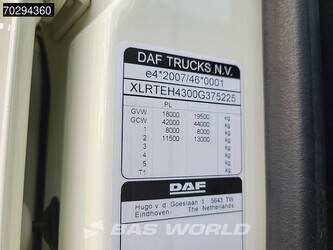 70294360
DAF TRUCKS N.V.
e4*2007/46*0001
XLRTEH4300G375225
PL
GVW 18000 19500 kg
GCW 42000 44000 kg
1 8000 8000 kg
2 11500 13000 kg
3 kg
4 kg
5 kg
T1 kg
DAF
Hugo v. d. Goeslaan 1 5643 TW
Eindhoven The Netherlands
BAS WORLD